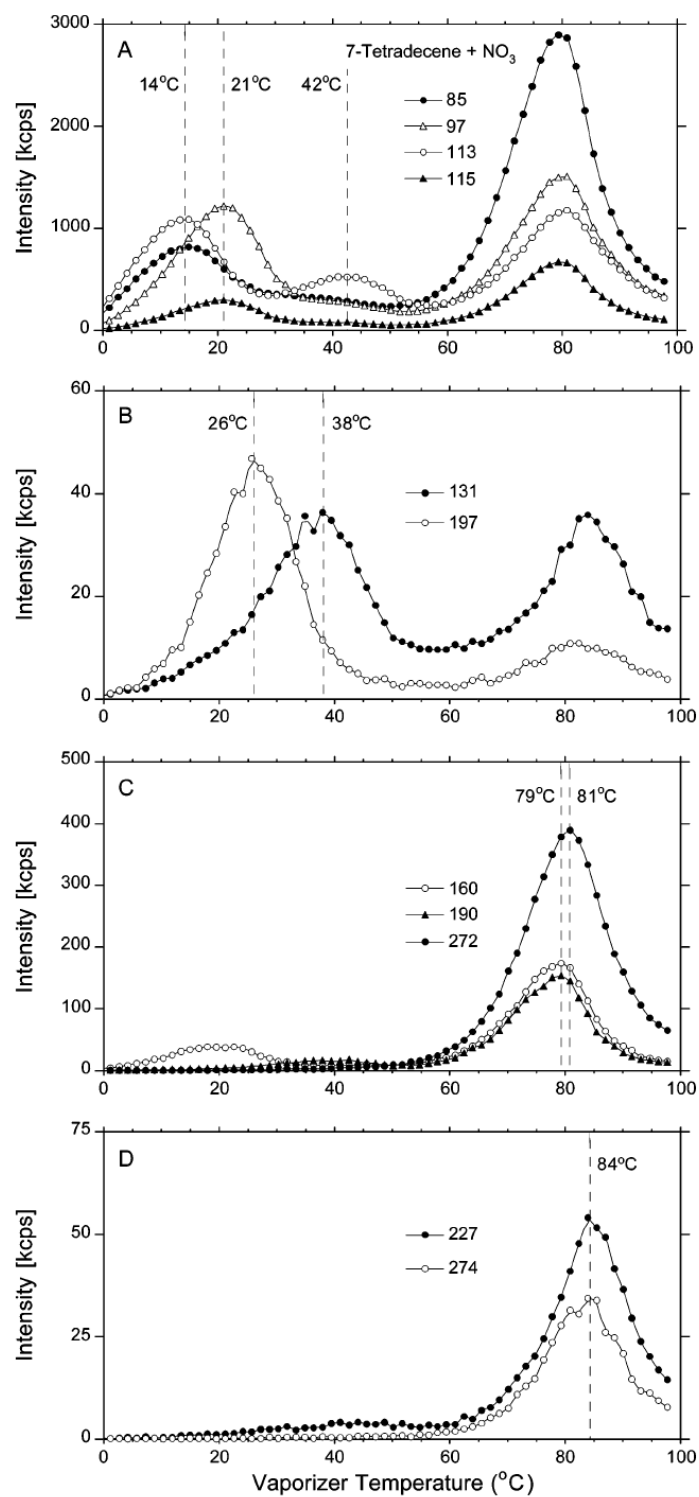 3000
A
7-Tetradecene + NO3
14°C
21°C
42°C
85
97
113
115
2000
1000
0
Intensity [kcps]
0
20
40
60
80
100
60
B
26°C
38°C
131
197
40
20
0
Intensity [kcps]
0
20
40
60
80
100
500
C
79°C
81°C
160
190
272
400
300
200
100
0
Intensity [kcps]
0
20
40
60
80
100
75
D
84°C
227
274
50
25
0
Intensity [kcps]
0
20
40
60
80
100
Vaporizer Temperature (°C)